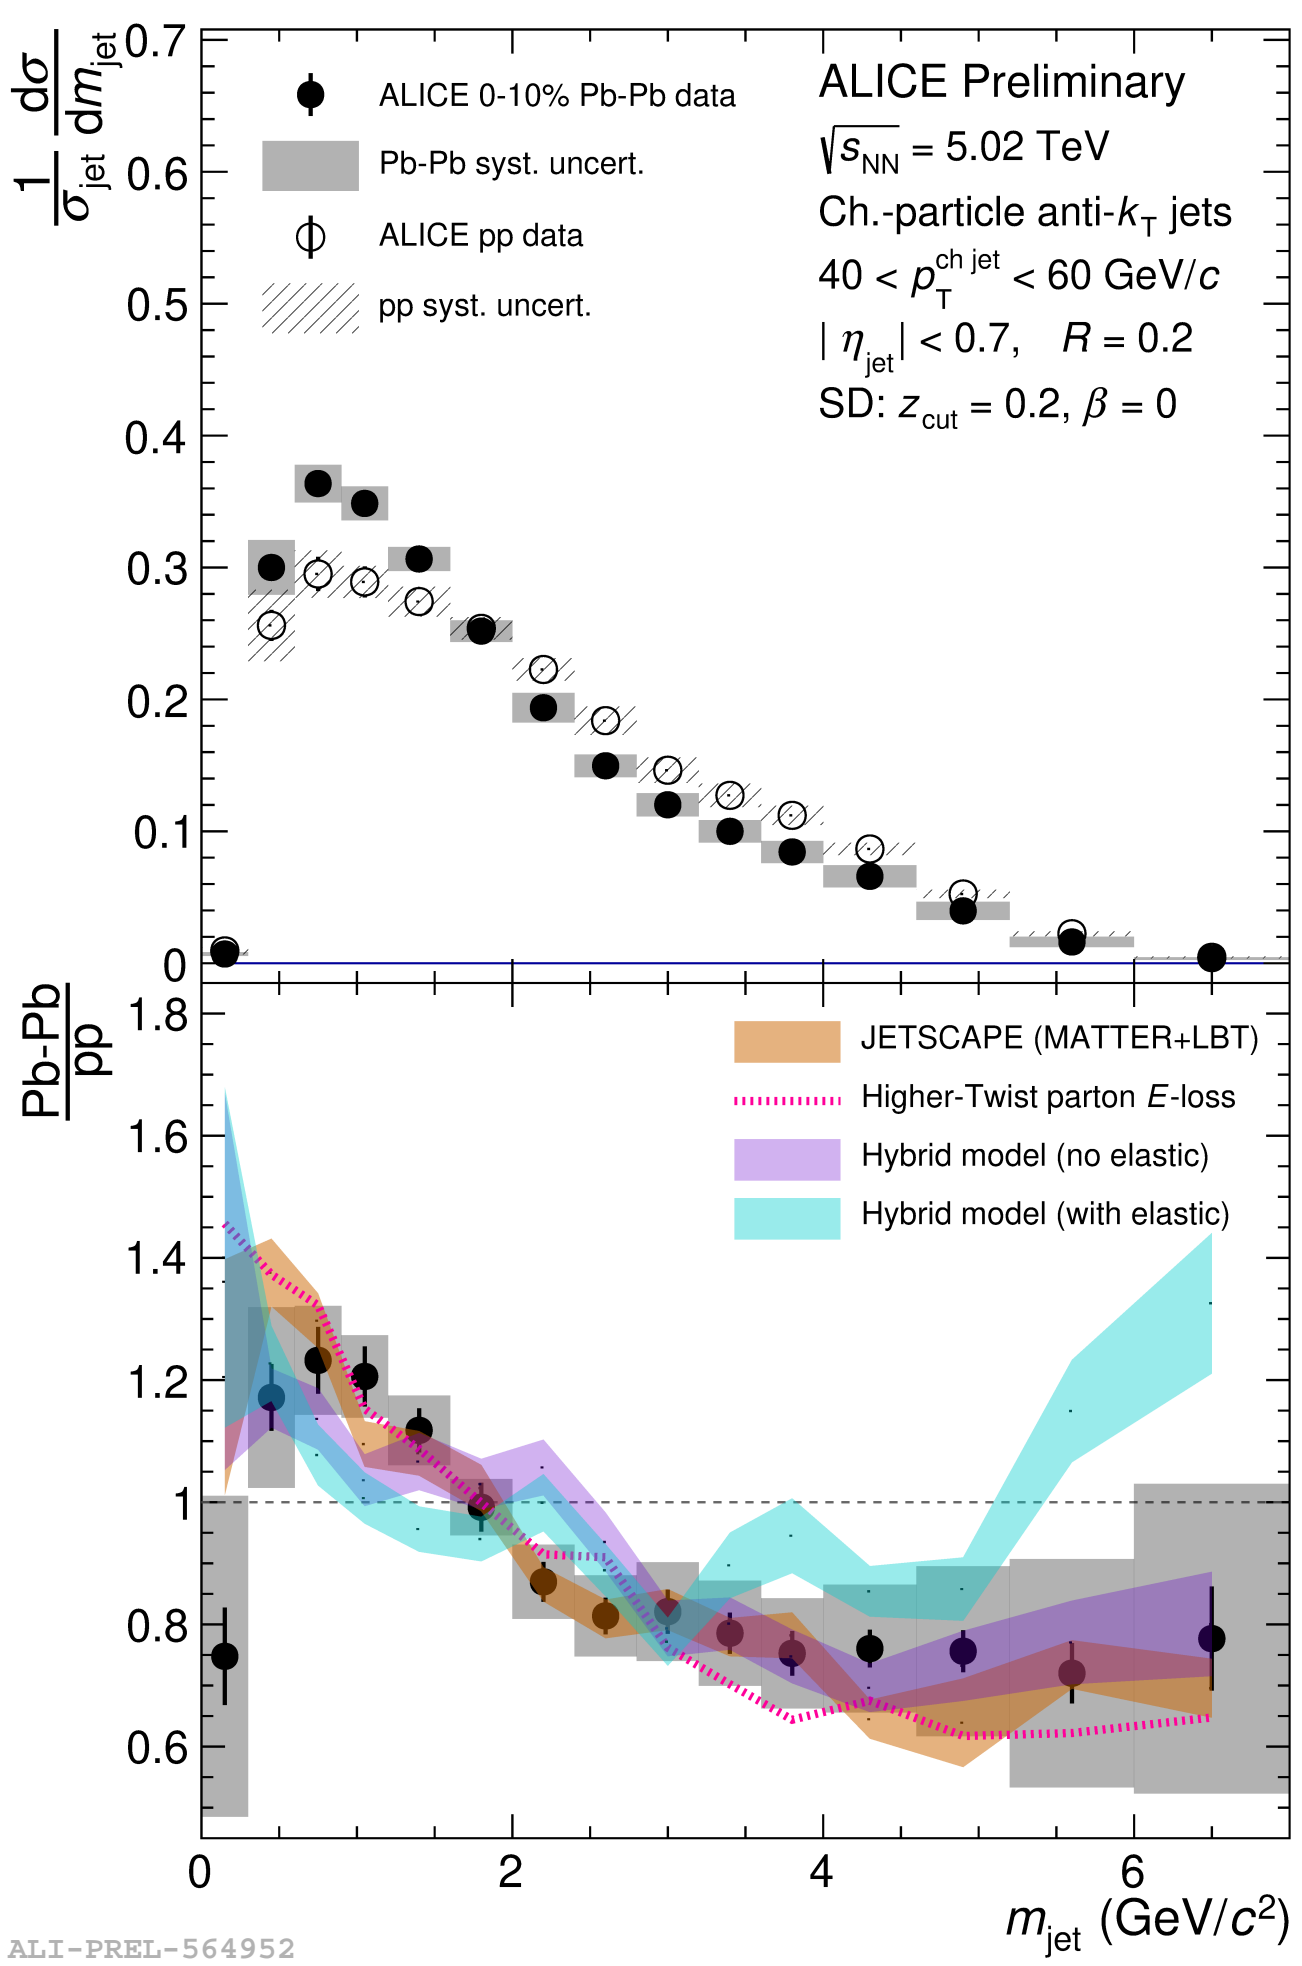 1/σjet dσ/dmjet
0.7
0.6
0.5
0.4
0.3
0.2
0.1
0
ALICE 0-10% Pb-Pb data
Pb-Pb syst. uncert.
ALICE pp data
pp syst. uncert.
ALICE Preliminary
√sNN = 5.02 TeV
Ch.-particle anti-kT jets
40 < pT^ch jet < 60 GeV/c
| ηjet| < 0.7, R = 0.2
SD: zcut = 0.2, β = 0
Pb-Pb
pp
1.8
1.6
1.4
1.2
1
0.8
0.6
JETSCAPE (MATTER+LBT)
Higher-Twist parton E-loss
Hybrid model (no elastic)
Hybrid model (with elastic)
0 2 4 6
mjet (GeV/c²)
ALI-PREL-564952